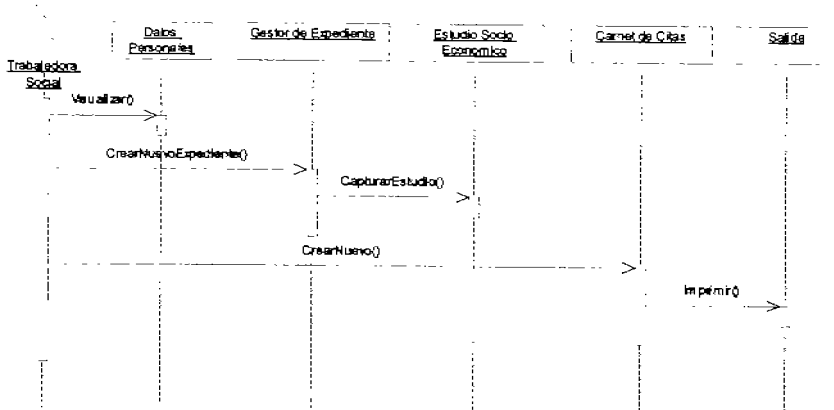 Datos
Personales
Gestor de Expediente
Estudio Socio
Economico
Carnet de Citas
Salida
Trabajadora
Social
Visualizar()
CrearNuevoExpediente()
CapturarEstudio()
CrearNuevo()
Imprimir()